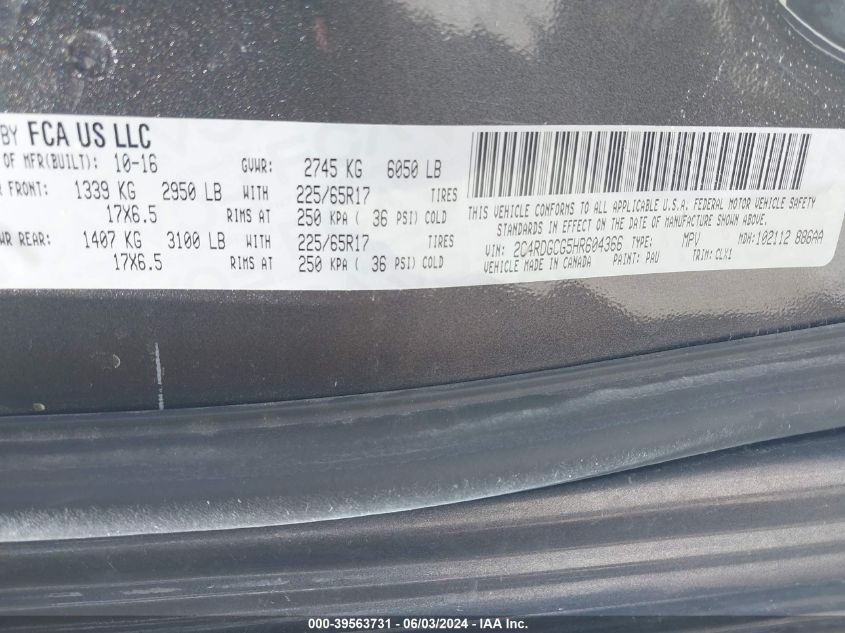 BY FCA US LLC
OF MFR(BUILT): 10-16 GVWR: 2745 KG 6050 LB
FRONT: 1339 KG 2950 LB WITH 225/65R17 TIRES
17X6.5 RIMS AT 250 KPA ( 36 PSI) COLD
WR REAR: 1407 KG 3100 LB WITH 225/65R17 TIRES
17X6.5 RIMS AT 250 KPA ( 36 PSI) COLD
THIS VEHICLE CONFORMS TO ALL APPLICABLE U.S.A. FEDERAL MOTOR VEHICLE SAFETY
STANDARDS IN EFFECT ON THE DATE OF MANUFACTURE SHOWN ABOVE.
VIN: 2C4RDGCG5HR604366 TYPE: MPV MDH:102112 886AA
VEHICLE MADE IN CANADA PAINT: PAU TRIM: CLX1
000-39563731 - 06/03/2024 - IAA Inc.